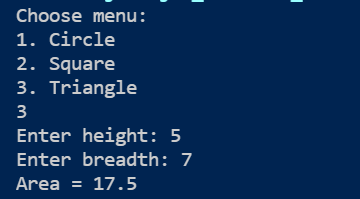 Choose menu:
1. Circle
2. Square
3. Triangle
3
Enter height: 5
Enter breadth: 7
Area = 17.5